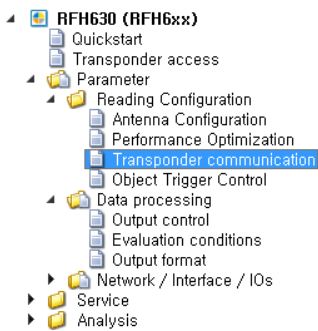 RFH630 (RFH6xx)
Quickstart
Transponder access
Parameter
Reading Configuration
Antenna Configuration
Performance Optimization
Transponder communication
Object Trigger Control
Data processing
Output control
Evaluation conditions
Output format
Network / Interface / IOs
Service
Analysis